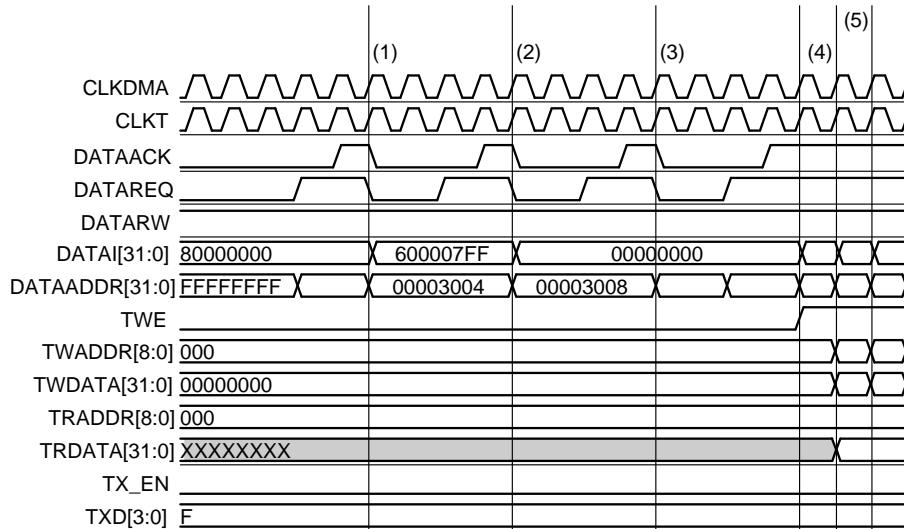 (5)
(1) (2) (3) (4)
CLKDMA
CLKT
DATAACK
DATAREQ
DATARW
DATAI[31:0] 80000000 600007FF 00000000
DATAADDR[31:0] FFFFFFFF 00003004 00003008
TWE
TWADDR[8:0] 000
TWDATA[31:0] 00000000
TRADDR[8:0] 000
TRDATA[31:0] XXXXXXXX
TX_EN
TXD[3:0] F